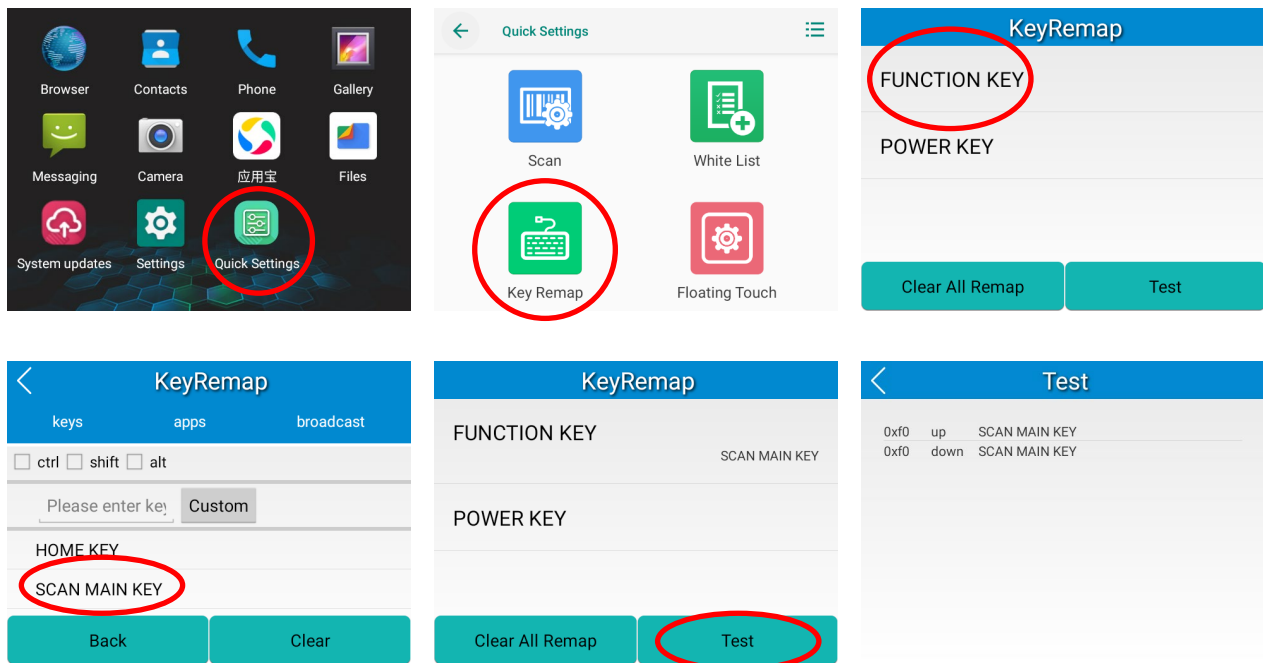 Browser Contacts Phone Gallery
Messaging Camera 应用宝 Files
System updates Settings Quick Settings
Quick Settings
Scan White List
Key Remap Floating Touch
KeyRemap
FUNCTION KEY
POWER KEY
Clear All Remap Test
KeyRemap
keys apps broadcast
ctrl shift alt
Please enter key Custom
HOME KEY
SCAN MAIN KEY
Back Clear
KeyRemap
FUNCTION KEY
SCAN MAIN KEY
POWER KEY
Clear All Remap Test
Test
0xf0 up SCAN MAIN KEY
0xf0 down SCAN MAIN KEY